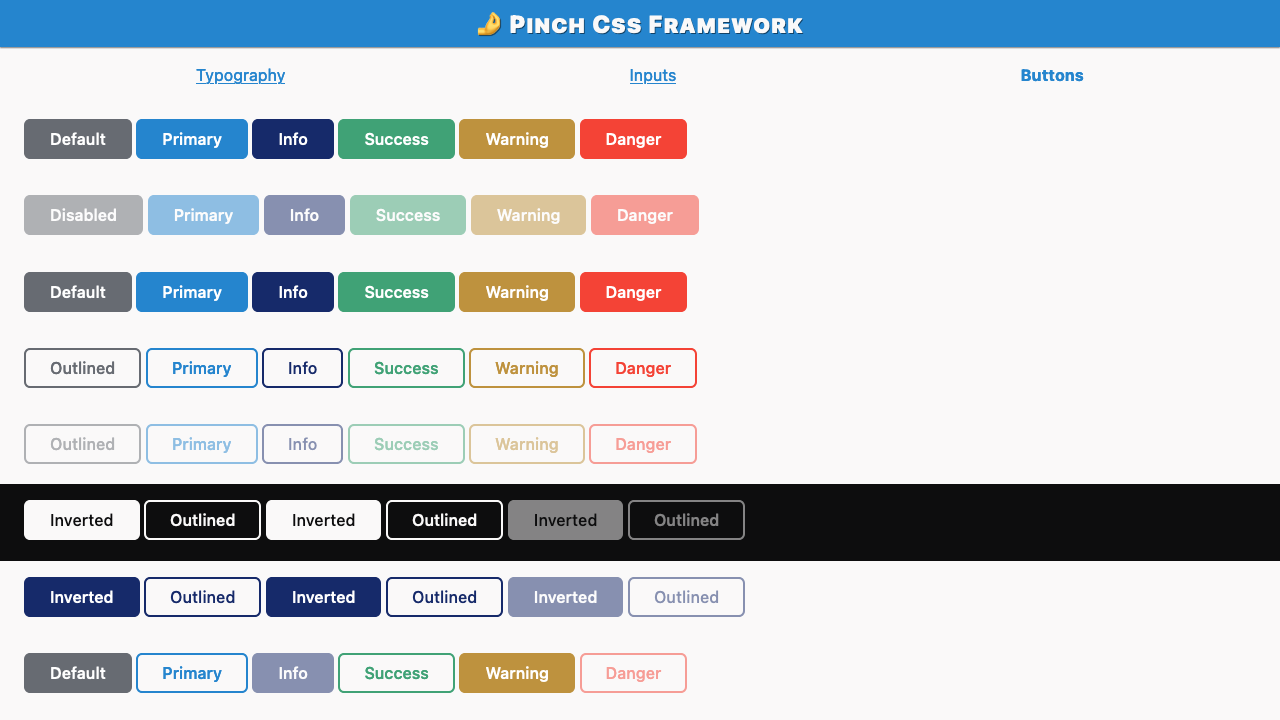 🤌 Pinch Css Framework
Typography Inputs Buttons
Default Primary Info Success Warning Danger
Disabled Primary Info Success Warning Danger
Default Primary Info Success Warning Danger
Outlined Primary Info Success Warning Danger
Outlined Primary Info Success Warning Danger
Inverted Outlined Inverted Outlined Inverted Outlined
Inverted Outlined Inverted Outlined Inverted Outlined
Default Primary Info Success Warning Danger